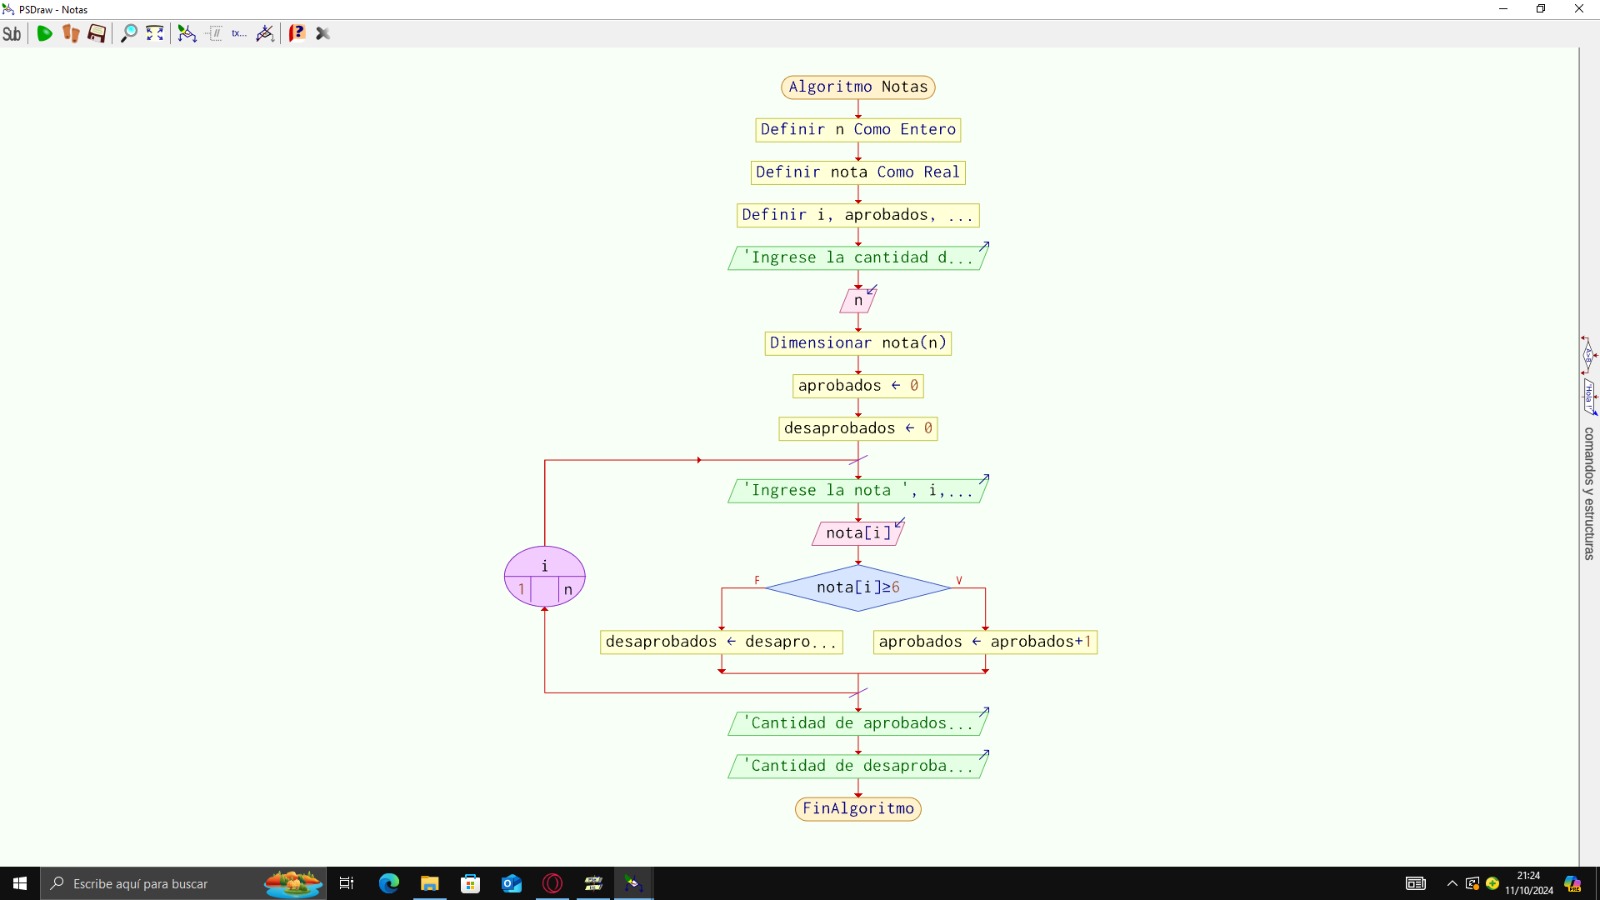 PSDraw - Notas
Sub
tx...
Algoritmo Notas
Definir n Como Entero
Definir nota Como Real
Definir i, aprobados, ...
'Ingrese la cantidad d...
n
Dimensionar nota(n)
aprobados ← 0
desaprobados ← 0
'Ingrese la nota ', i,...
nota[i]
i
1 n
F
nota[i]≥6
V
desaprobados ← desapro...
aprobados ← aprobados+1
'Cantidad de aprobados...
'Cantidad de desaproba...
FinAlgoritmo
comandos y estructuras
Escribe aquí para buscar
21:24
11/10/2024